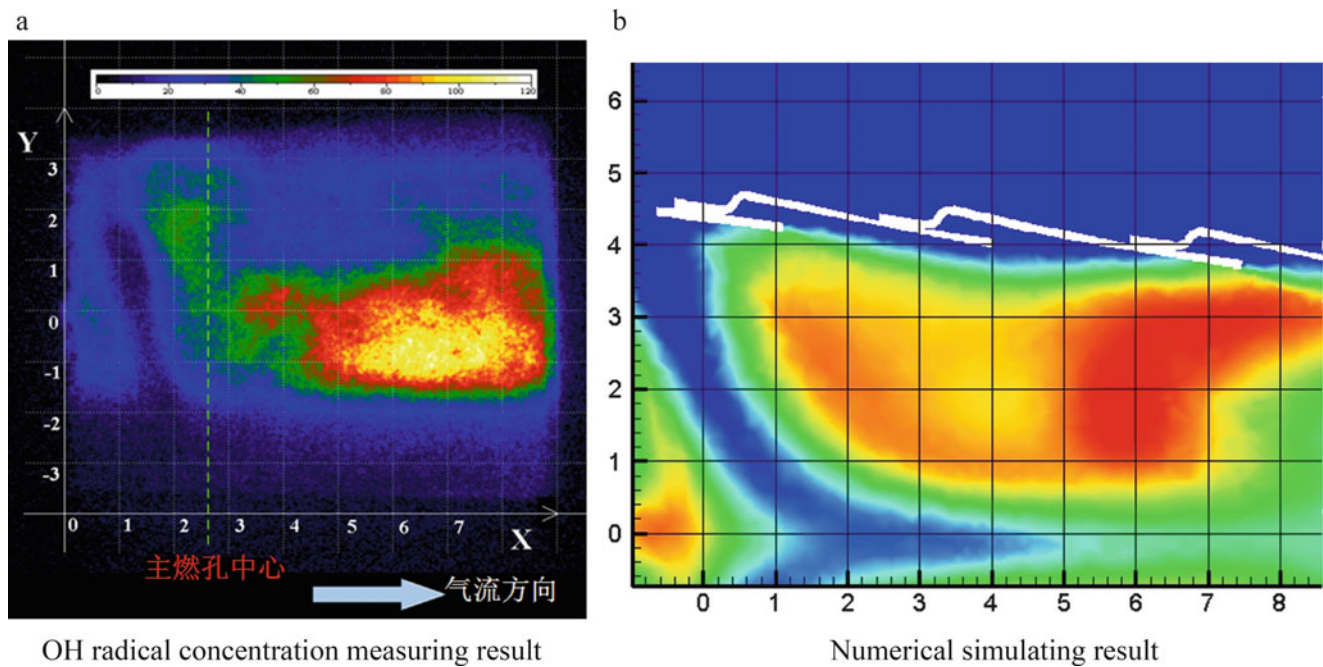 a
b
0 20 40 60 80 100 120
Y
3
2
1
0
-1
-2
-3
0 1 2 3 4 5 6 7 X
主燃孔中心
气流方向
6
5
4
3
2
1
0
0 1 2 3 4 5 6 7 8
OH radical concentration measuring result
Numerical simulating result